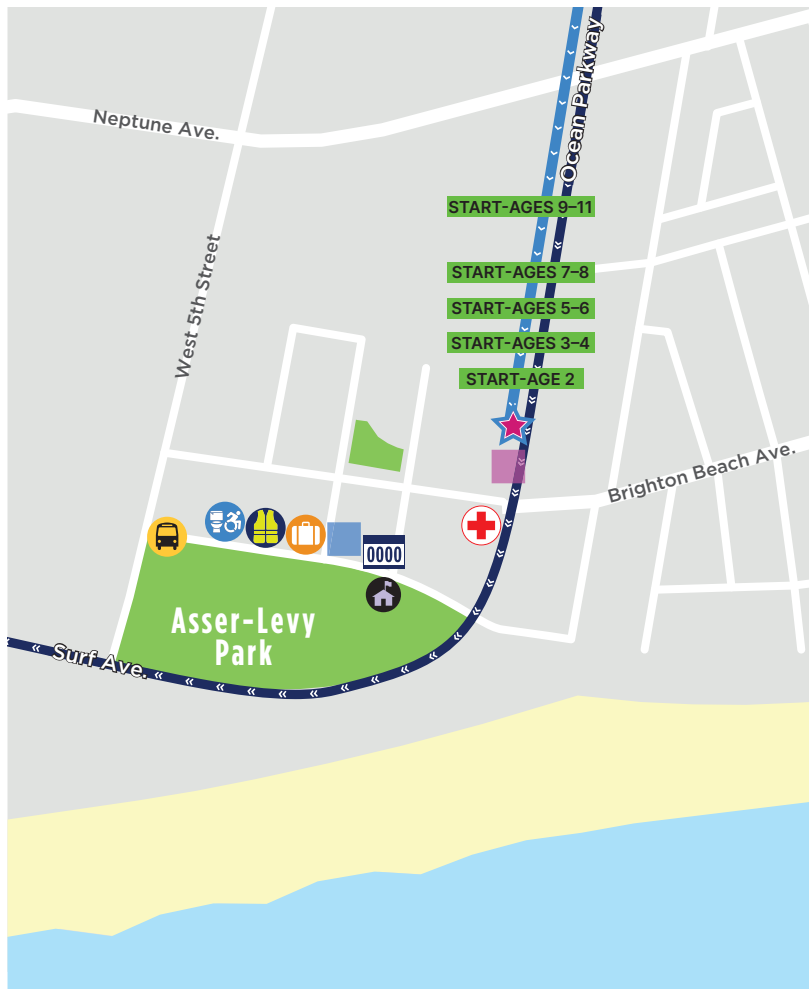 Ocean Parkway
Neptune Ave.
START-AGES 9–11
West 5th Street
START-AGES 7–8
START-AGES 5–6
START-AGES 3–4
START-AGE 2
Brighton Beach Ave.
0000
Asser-Levy
Park
Surf Ave.